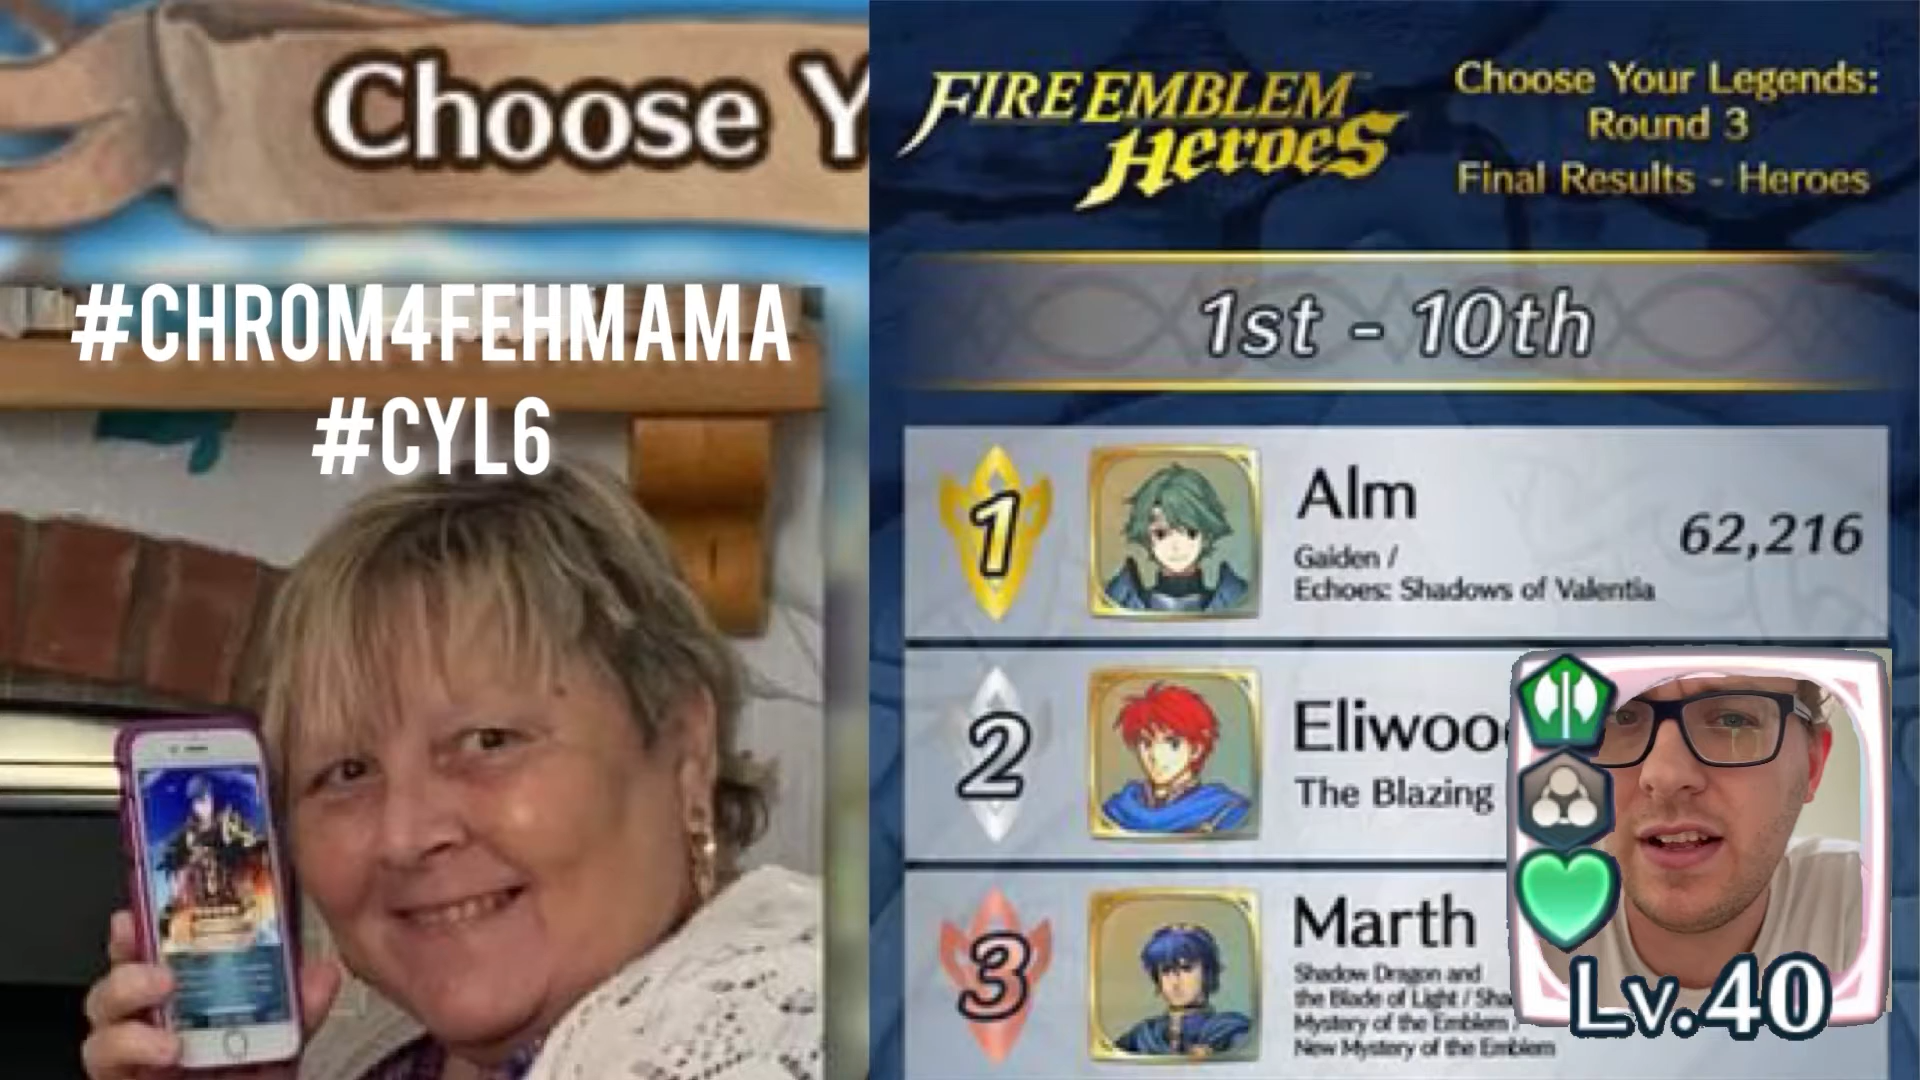 Choose Y
#CHROM4FEHMAMA
#CYL6
FIRE EMBLEM
Heroes
Choose Your Legends:
Round 3
Final Results - Heroes
1st - 10th
1
Alm
62,216
Gaiden /
Echoes: Shadows of Valentia
2
Eliwoo
The Blazing
3
Marth
Shadow Dragon and
the Blade of Light / Sha
Mystery of the Emblem /
New Mystery of the Emblem
Lv.40